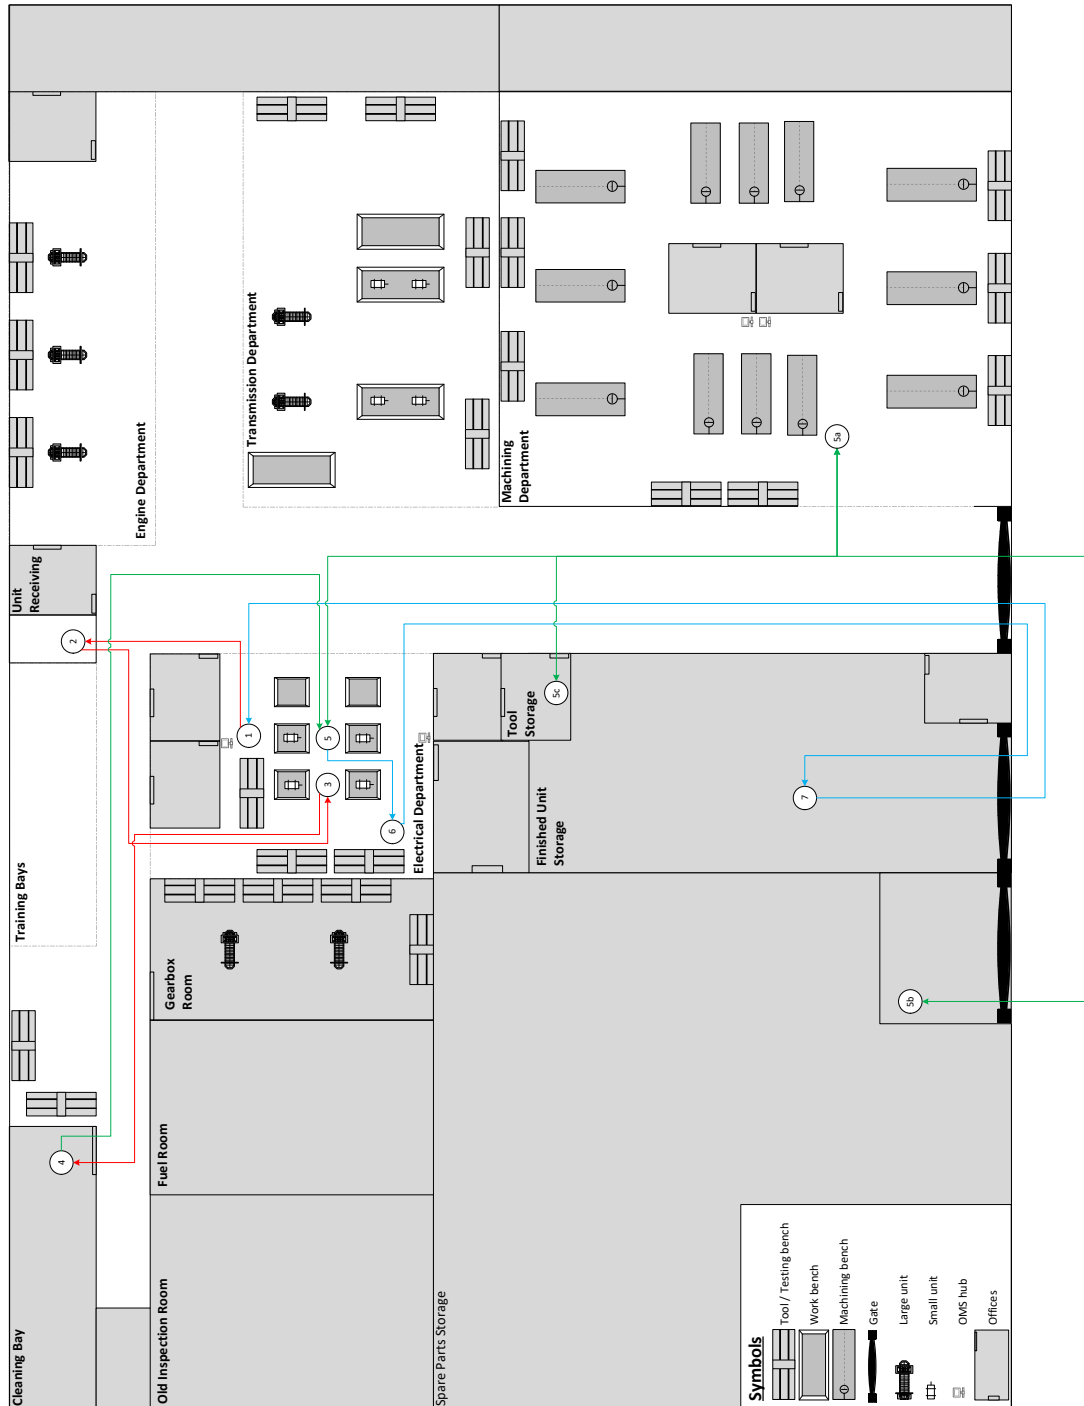 Unit
Receiving
Engine Department
Transmission Department
Machining
Department
Training Bays
Electrical Department
Tool
Storage
Finished Unit
Storage
Gearbox
Room
Fuel Room
Cleaning Bay
Old Inspection Room
Spare Parts Storage
1
2
3
4
5
5a
5b
5c
6
7
Symbols
Tool / Testing bench
Work bench
Machining bench
Gate
Large unit
Small unit
OMS hub
Offices